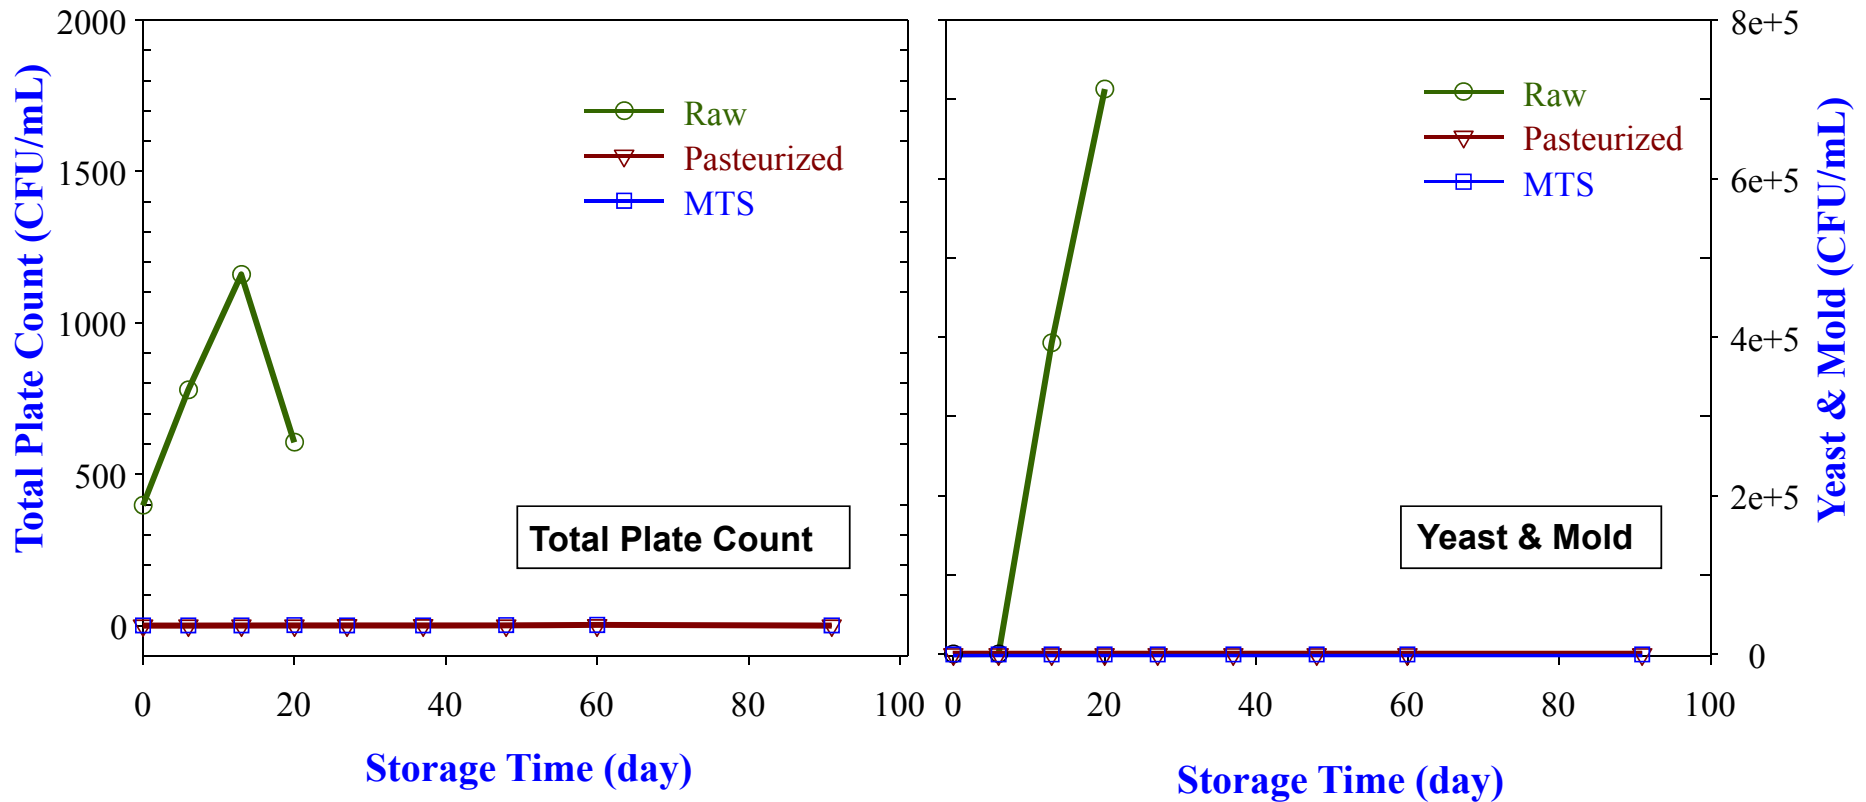 Total Plate Count (CFU/mL)
2000
1500
1000
500
0
Raw
Pasteurized
MTS
Total Plate Count
0 20 40 60 80 100
Storage Time (day)
Raw
Pasteurized
MTS
Yeast & Mold
0 20 40 60 80 100
Storage Time (day)
8e+5
6e+5
4e+5
2e+5
0
Yeast & Mold (CFU/mL)